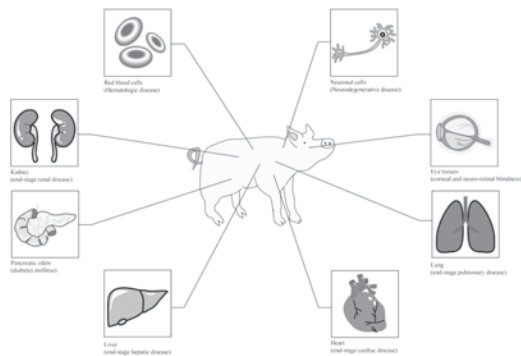 Red blood cells
(Hematologic disease)
Neuronal cells
(Neurodegenerative disease)
Kidney
(end-stage renal disease)
Eye tissues
(corneal and neuro-retinal blindness)
Pancreatic islets
(diabetes mellitus)
Lung
(end-stage pulmonary disease)
Liver
(end-stage hepatic disease)
Heart
(end-stage cardiac disease)